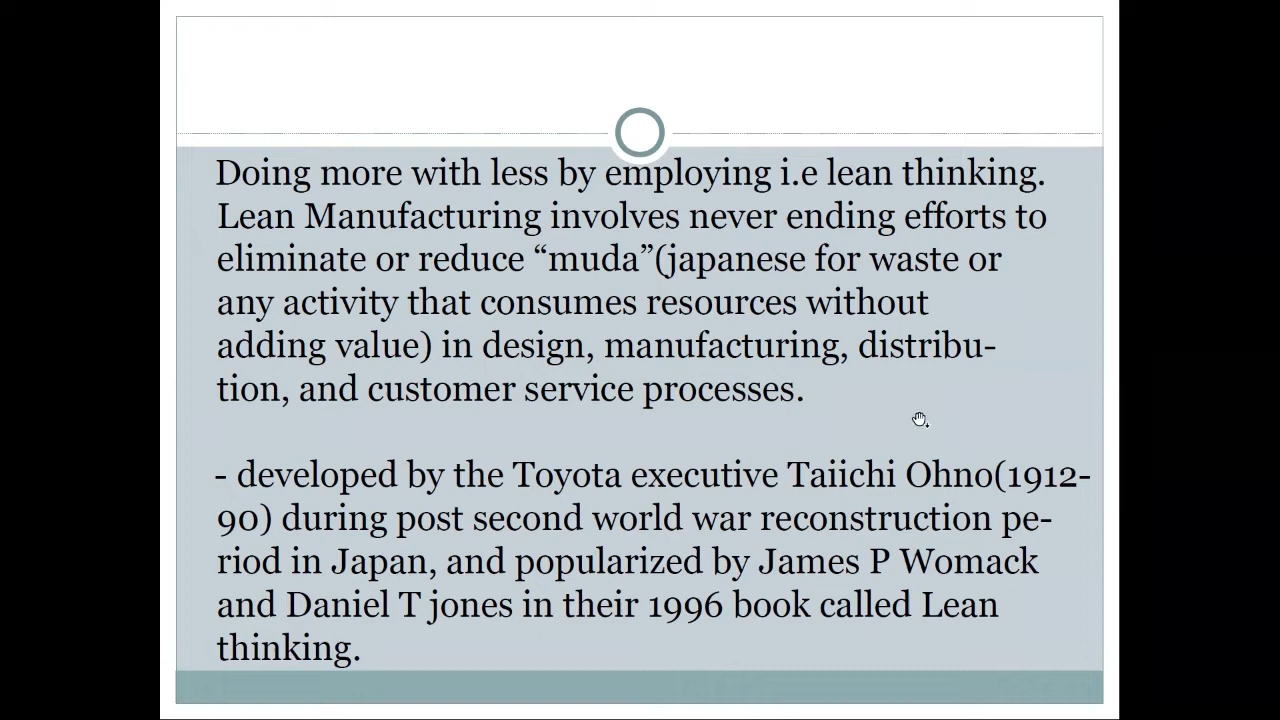 Doing more with less by employing i.e lean thinking.
Lean Manufacturing involves never ending efforts to
eliminate or reduce “muda”(japanese for waste or
any activity that consumes resources without
adding value) in design, manufacturing, distribu-
tion, and customer service processes.
- developed by the Toyota executive Taiichi Ohno(1912-
90) during post second world war reconstruction pe-
riod in Japan, and popularized by James P Womack
and Daniel T jones in their 1996 book called Lean
thinking.